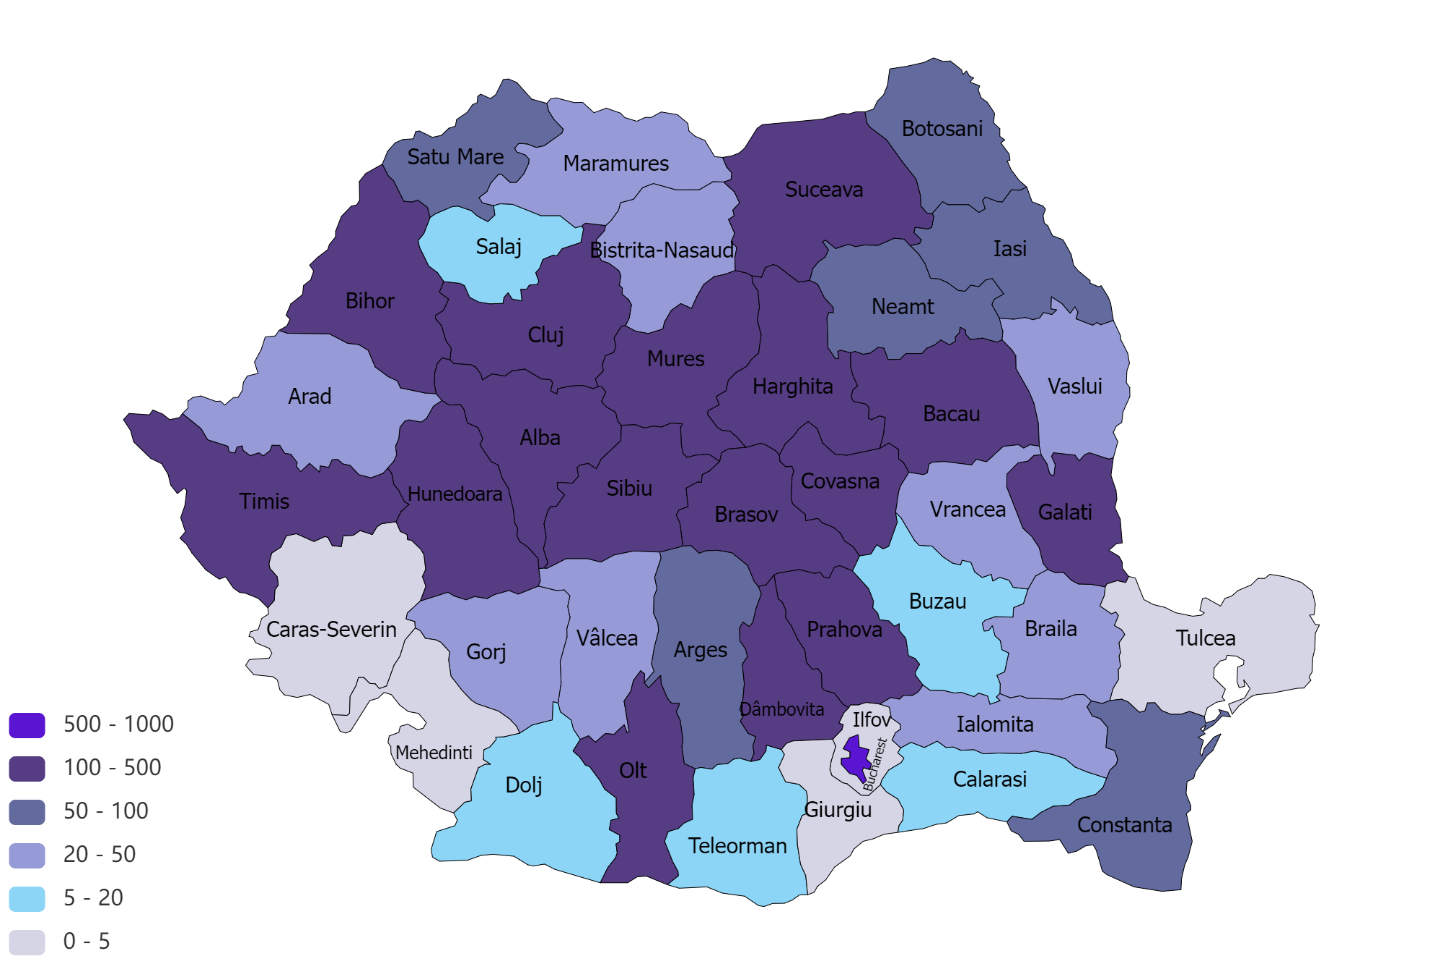 Botosani
Satu Mare
Maramures
Suceava
Salaj
Bistrita-Nasaud
Iasi
Bihor
Neamt
Cluj
Mures
Harghita
Vaslui
Arad
Bacau
Alba
Covasna
Sibiu
Hunedoara
Timis
Vrancea
Galati
Brasov
Buzau
Caras-Severin
Prahova
Braila
Vâlcea
Tulcea
Arges
Gorj
Dâmbovita
Ilfov
Ialomita
500 - 1000
Mehedinti
Bucharest
100 - 500
Olt
Calarasi
Dolj
50 - 100
Giurgiu
Constanta
Teleorman
20 - 50
5 - 20
0 - 5